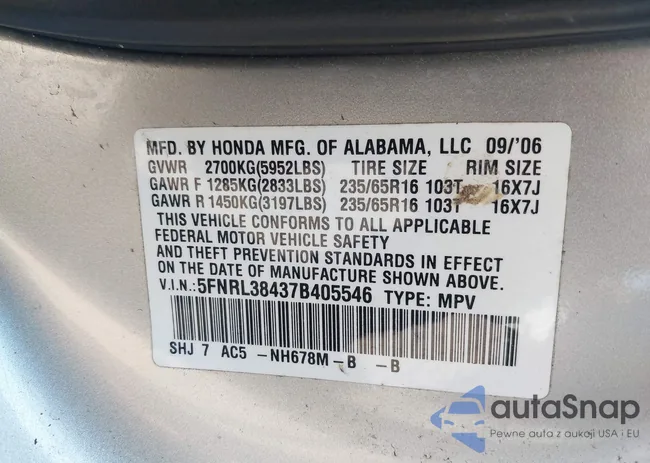 MFD. BY HONDA MFG. OF ALABAMA, LLC 09/'06
GVWR 2700KG(5952LBS) TIRE SIZE RIM SIZE
GAWR F 1285KG(2833LBS) 235/65R16 103T 16X7J
GAWR R 1450KG(3197LBS) 235/65R16 103T 16X7J
THIS VEHICLE CONFORMS TO ALL APPLICABLE
FEDERAL MOTOR VEHICLE SAFETY
AND THEFT PREVENTION STANDARDS IN EFFECT
ON THE DATE OF MANUFACTURE SHOWN ABOVE.
V.I.N.:5FNRL38437B405546 TYPE: MPV
SHJ 7 AC5 -NH678M-B -B
autaSnap
Pewne auta z aukcji USA i EU